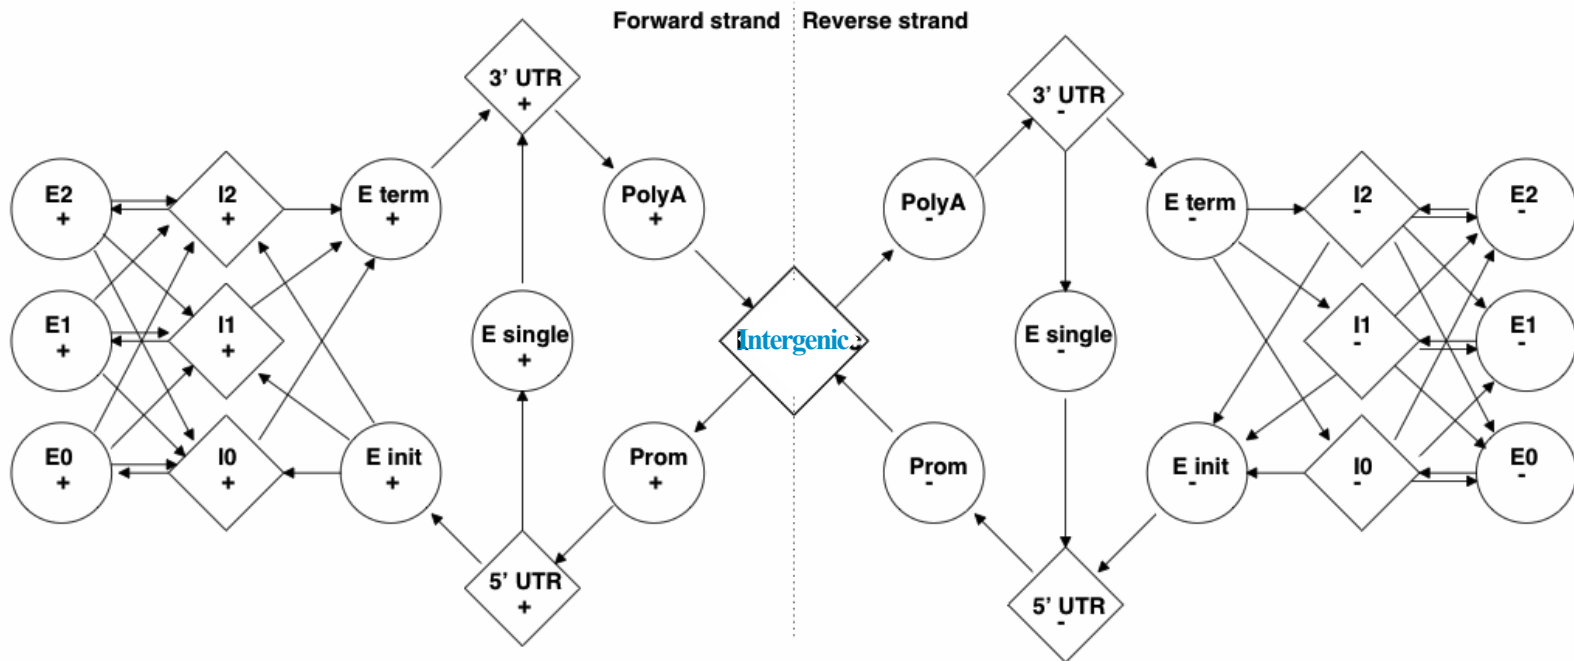 Forward strand Reverse strand
3' UTR
+
3' UTR
-
E2
+
I2
+
E term
+
PolyA
+
PolyA
-
E term
-
I2
-
E2
-
E1
+
I1
+
E single
+
Intergenic
E single
-
I1
-
E1
-
E0
+
I0
+
E init
+
Prom
+
Prom
-
E init
-
I0
-
E0
-
5' UTR
+
5' UTR
-